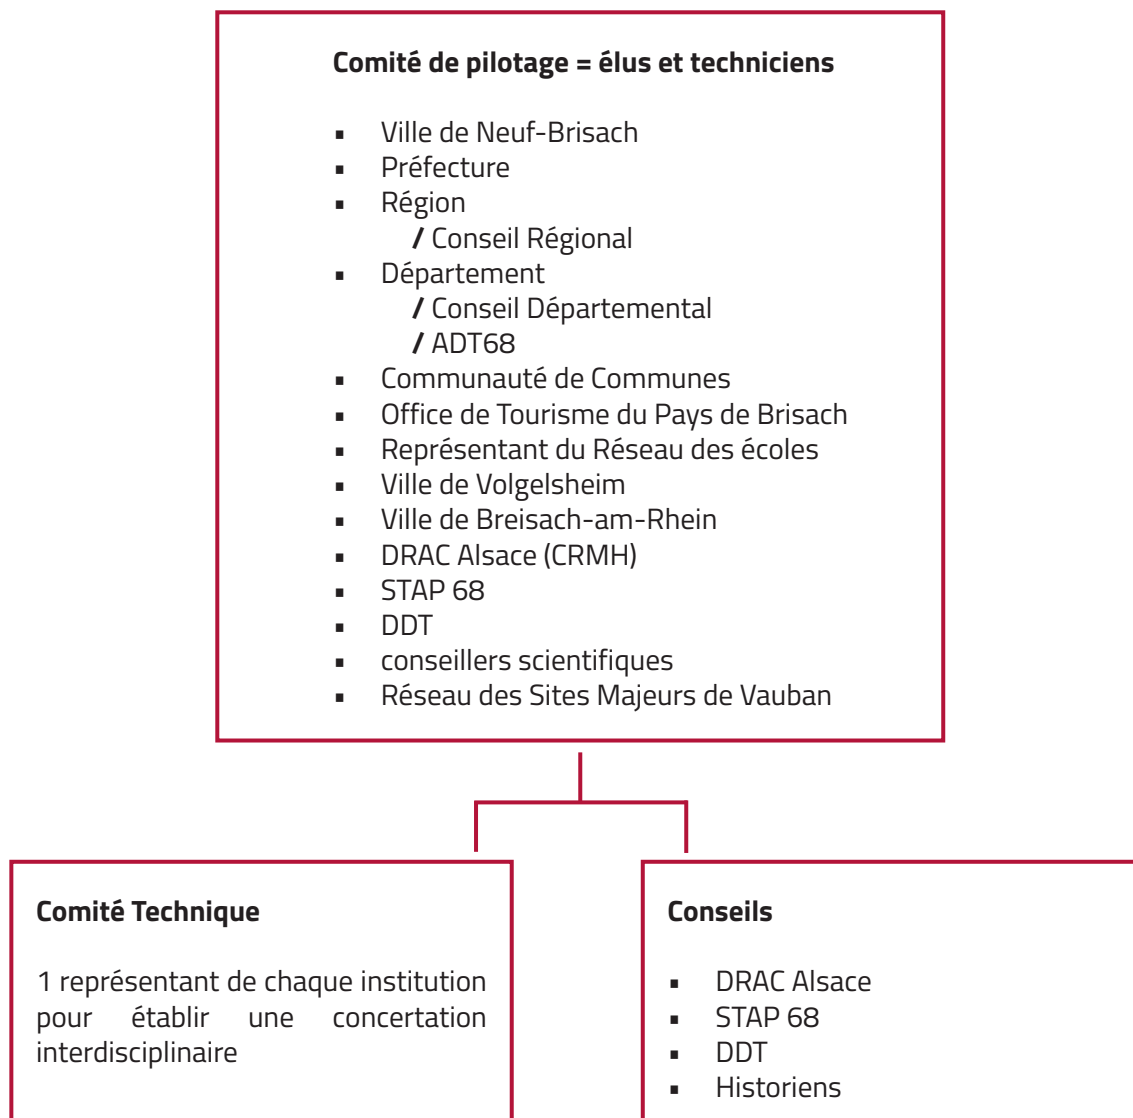 Comité de pilotage = élus et techniciens
▪ Ville de Neuf-Brisach
▪ Préfecture
▪ Région
/ Conseil Régional
▪ Département
/ Conseil Départemental
/ ADT68
▪ Communauté de Communes
▪ Office de Tourisme du Pays de Brisach
▪ Représentant du Réseau des écoles
▪ Ville de Volgelsheim
▪ Ville de Breisach-am-Rhein
▪ DRAC Alsace (CRMH)
▪ STAP 68
▪ DDT
▪ conseillers scientifiques
▪ Réseau des Sites Majeurs de Vauban
Comité Technique
1 représentant de chaque institution
pour établir une concertation
interdisciplinaire
Conseils
▪ DRAC Alsace
▪ STAP 68
▪ DDT
▪ Historiens